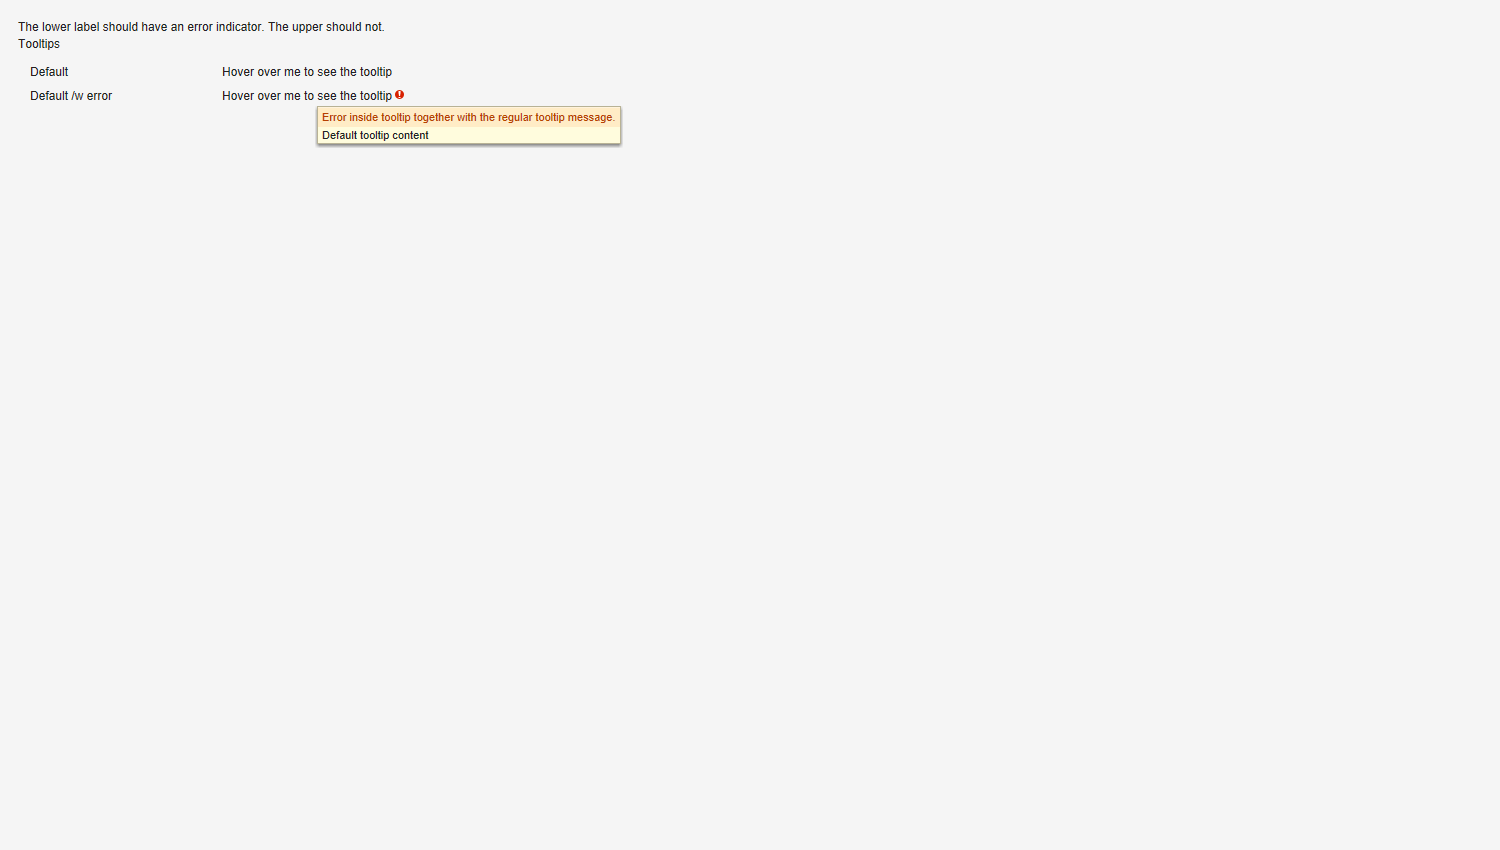 The lower label should have an error indicator. The upper should not.
Tooltips
Default Hover over me to see the tooltip
Default /w error Hover over me to see the tooltip
Error inside tooltip together with the regular tooltip message.
Default tooltip content